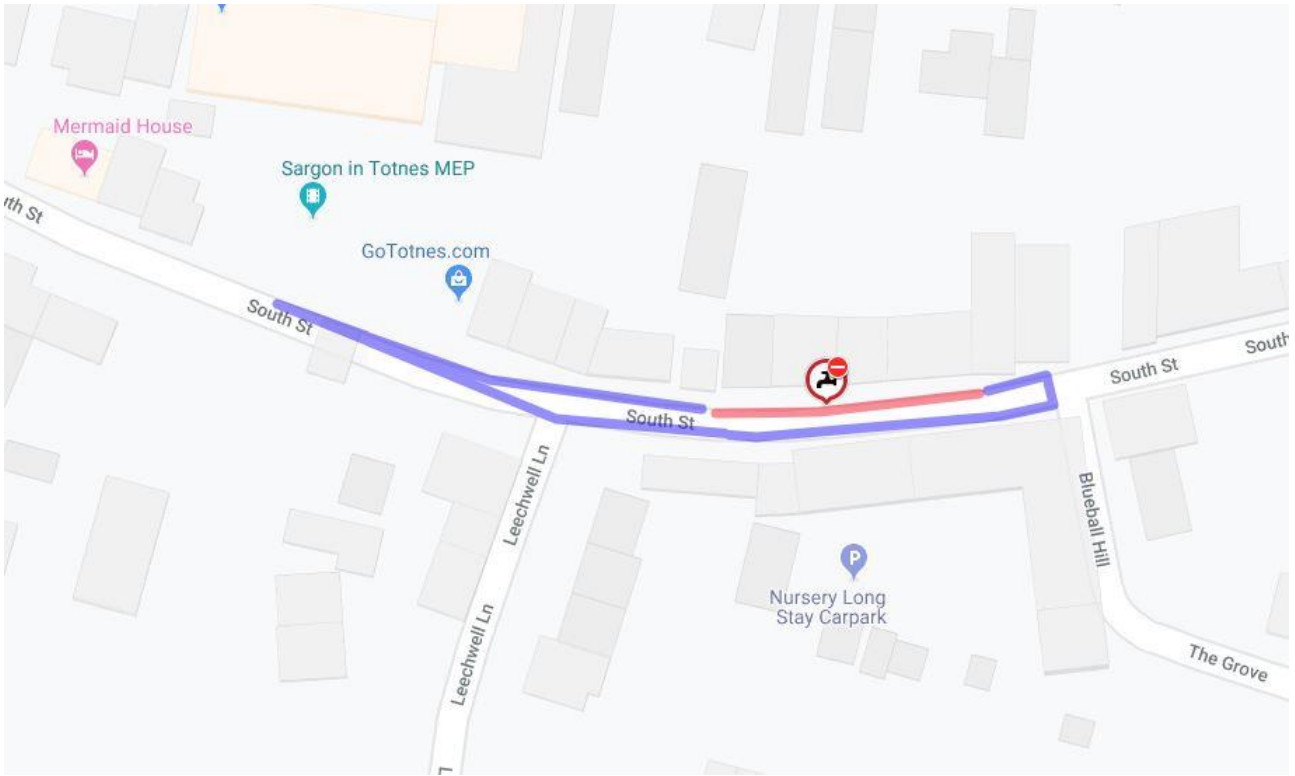 Mermaid House
Sargon in Totnes MEP
uth St
GoTotnes.com
South St
South
South St
South St
Leechwell Ln
Blueball Hill
P
Nursery Long
Stay Carpark
Leechwell Ln
The Grove
L